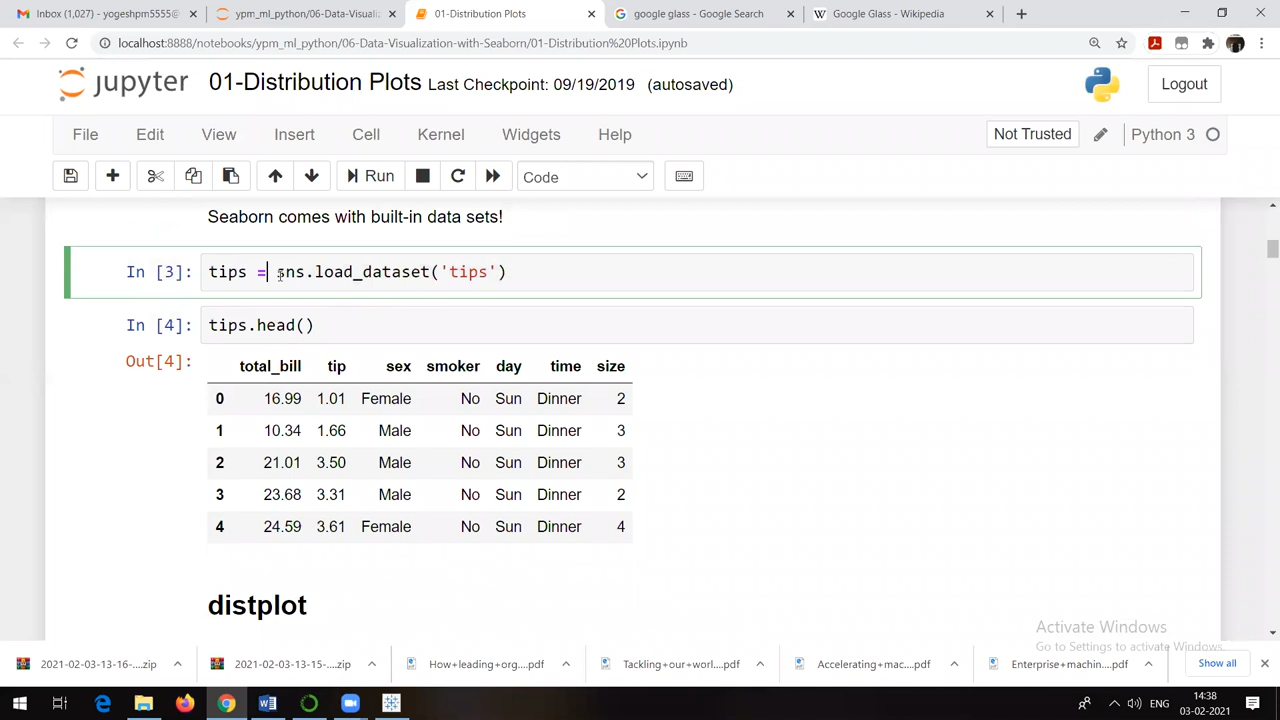 Inbox (1,027) - yogeshpm5555@
ypm_ml_python/06-Data-Visualiz
01-Distribution Plots
google glass - Google Search
Google Glass - Wikipedia
localhost:8888/notebooks/ypm_ml_python/06-Data-Visualization-with-Seaborn/01-Distribution%20Plots.ipynb
jupyter 01-Distribution Plots Last Checkpoint: 09/19/2019 (autosaved)
Logout
File Edit View Insert Cell Kernel Widgets Help
Not Trusted
Python 3
Run
Code
Seaborn comes with built-in data sets!
In [3]: tips = sns.load_dataset('tips')
In [4]: tips.head()
Out[4]:
total_bill tip sex smoker day time size
0 16.99 1.01 Female No Sun Dinner 2
1 10.34 1.66 Male No Sun Dinner 3
2 21.01 3.50 Male No Sun Dinner 3
3 23.68 3.31 Male No Sun Dinner 2
4 24.59 3.61 Female No Sun Dinner 4
distplot
Activate Windows
Go to Settings to activate Windows.
2021-02-03-13-16-....zip
2021-02-03-13-15-....zip
How+leading+org....pdf
Tackling+our+worl....pdf
Accelerating+mac....pdf
Enterprise+machin....pdf
Show all
ENG
14:38
03-02-2021